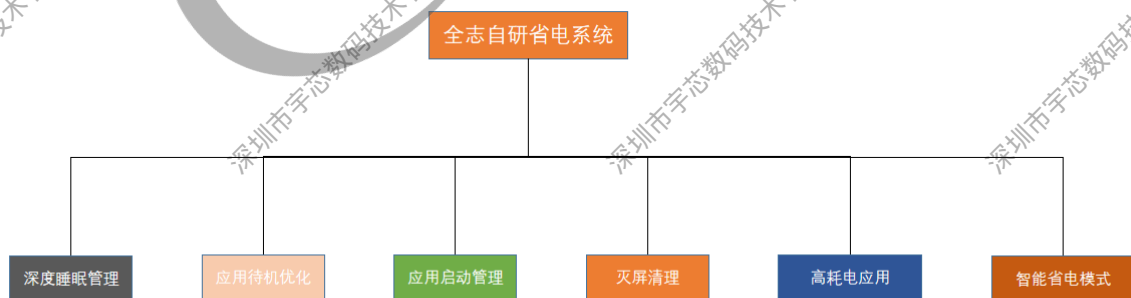 全志自研省电系统
深圳市宇芯数码技术
深圳市宇芯数码技术
深圳市宇芯数码技
深度睡眠管理
应用待机优化
应用启动管理
灭屏清理
高耗电应用
智能省电模式